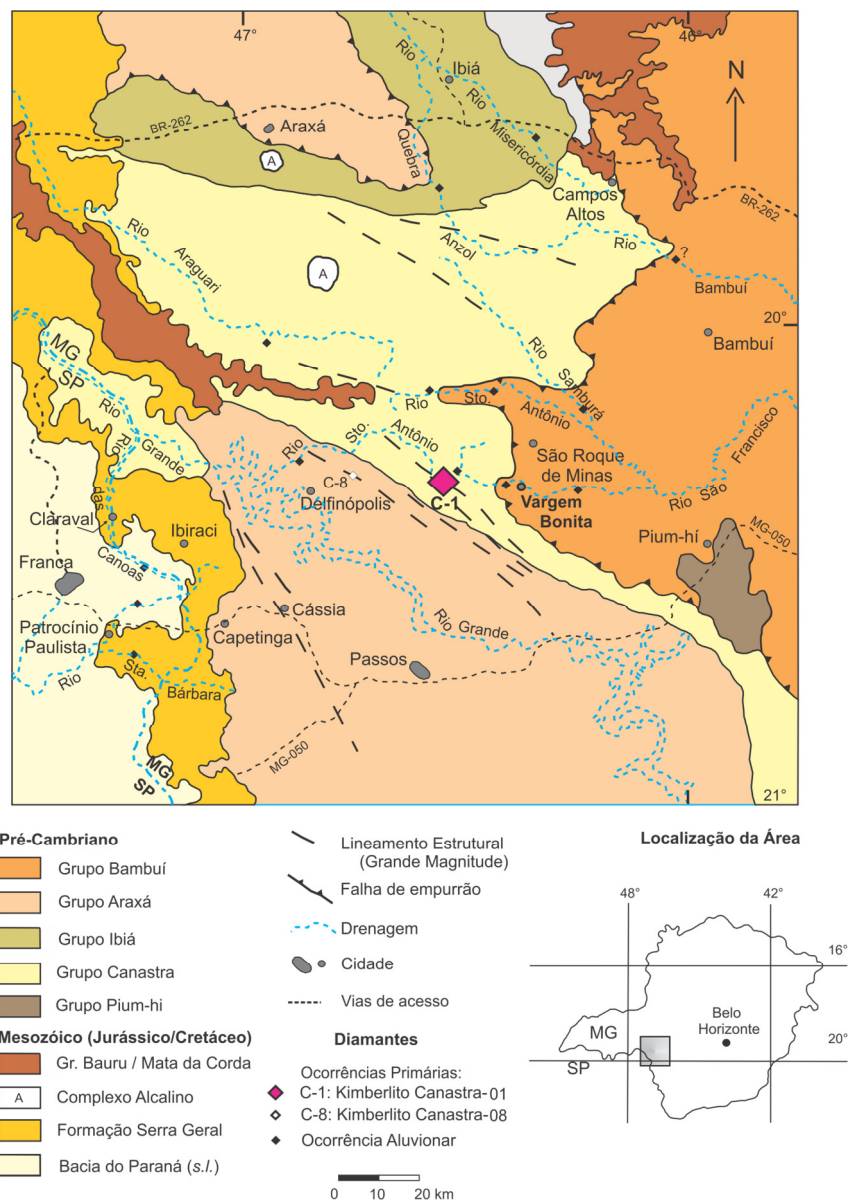 47°
46°
N
Rio
Ibiá
Rio
Misericórdia
BR-262
Araxá
Quebra
A
Campos
Altos
BR-262
Rio
Anzol
Rio
?
Araguari
A
Bambuí
20°
Bambuí
MG
SP
Rio
Samburá
Rio
Sto.
Antônio
Rio
Grande
Rio
das
Sto.
Antônio
Rio
São Roque
de Minas
Francisco
C-8
Delfinópolis
C-1
Vargem
Bonita
Rio São
Claraval
Ibiraci
Pium-hí
MG-050
Canoas
Franca
Cássia
Rio Grande
Patrocínio
Paulista
Capetinga
Passos
Sta.
Rio
Bárbara
MG-050
MG
SP
21°
Pré-Cambriano
Grupo Bambuí
Grupo Araxá
Grupo Ibiá
Grupo Canastra
Grupo Pium-hi
Mesozóico (Jurássico/Cretáceo)
Gr. Bauru / Mata da Corda
A Complexo Alcalino
Formação Serra Geral
Bacia do Paraná (s.l.)
Lineamento Estrutural
(Grande Magnitude)
Falha de empurrão
Drenagem
Cidade
Vias de acesso
Diamantes
Ocorrências Primárias:
C-1: Kimberlito Canastra-01
C-8: Kimberlito Canastra-08
Ocorrência Aluvionar
0 10 20 km
Localização da Área
48° 42°
16°
Belo
Horizonte
MG
20°
SP